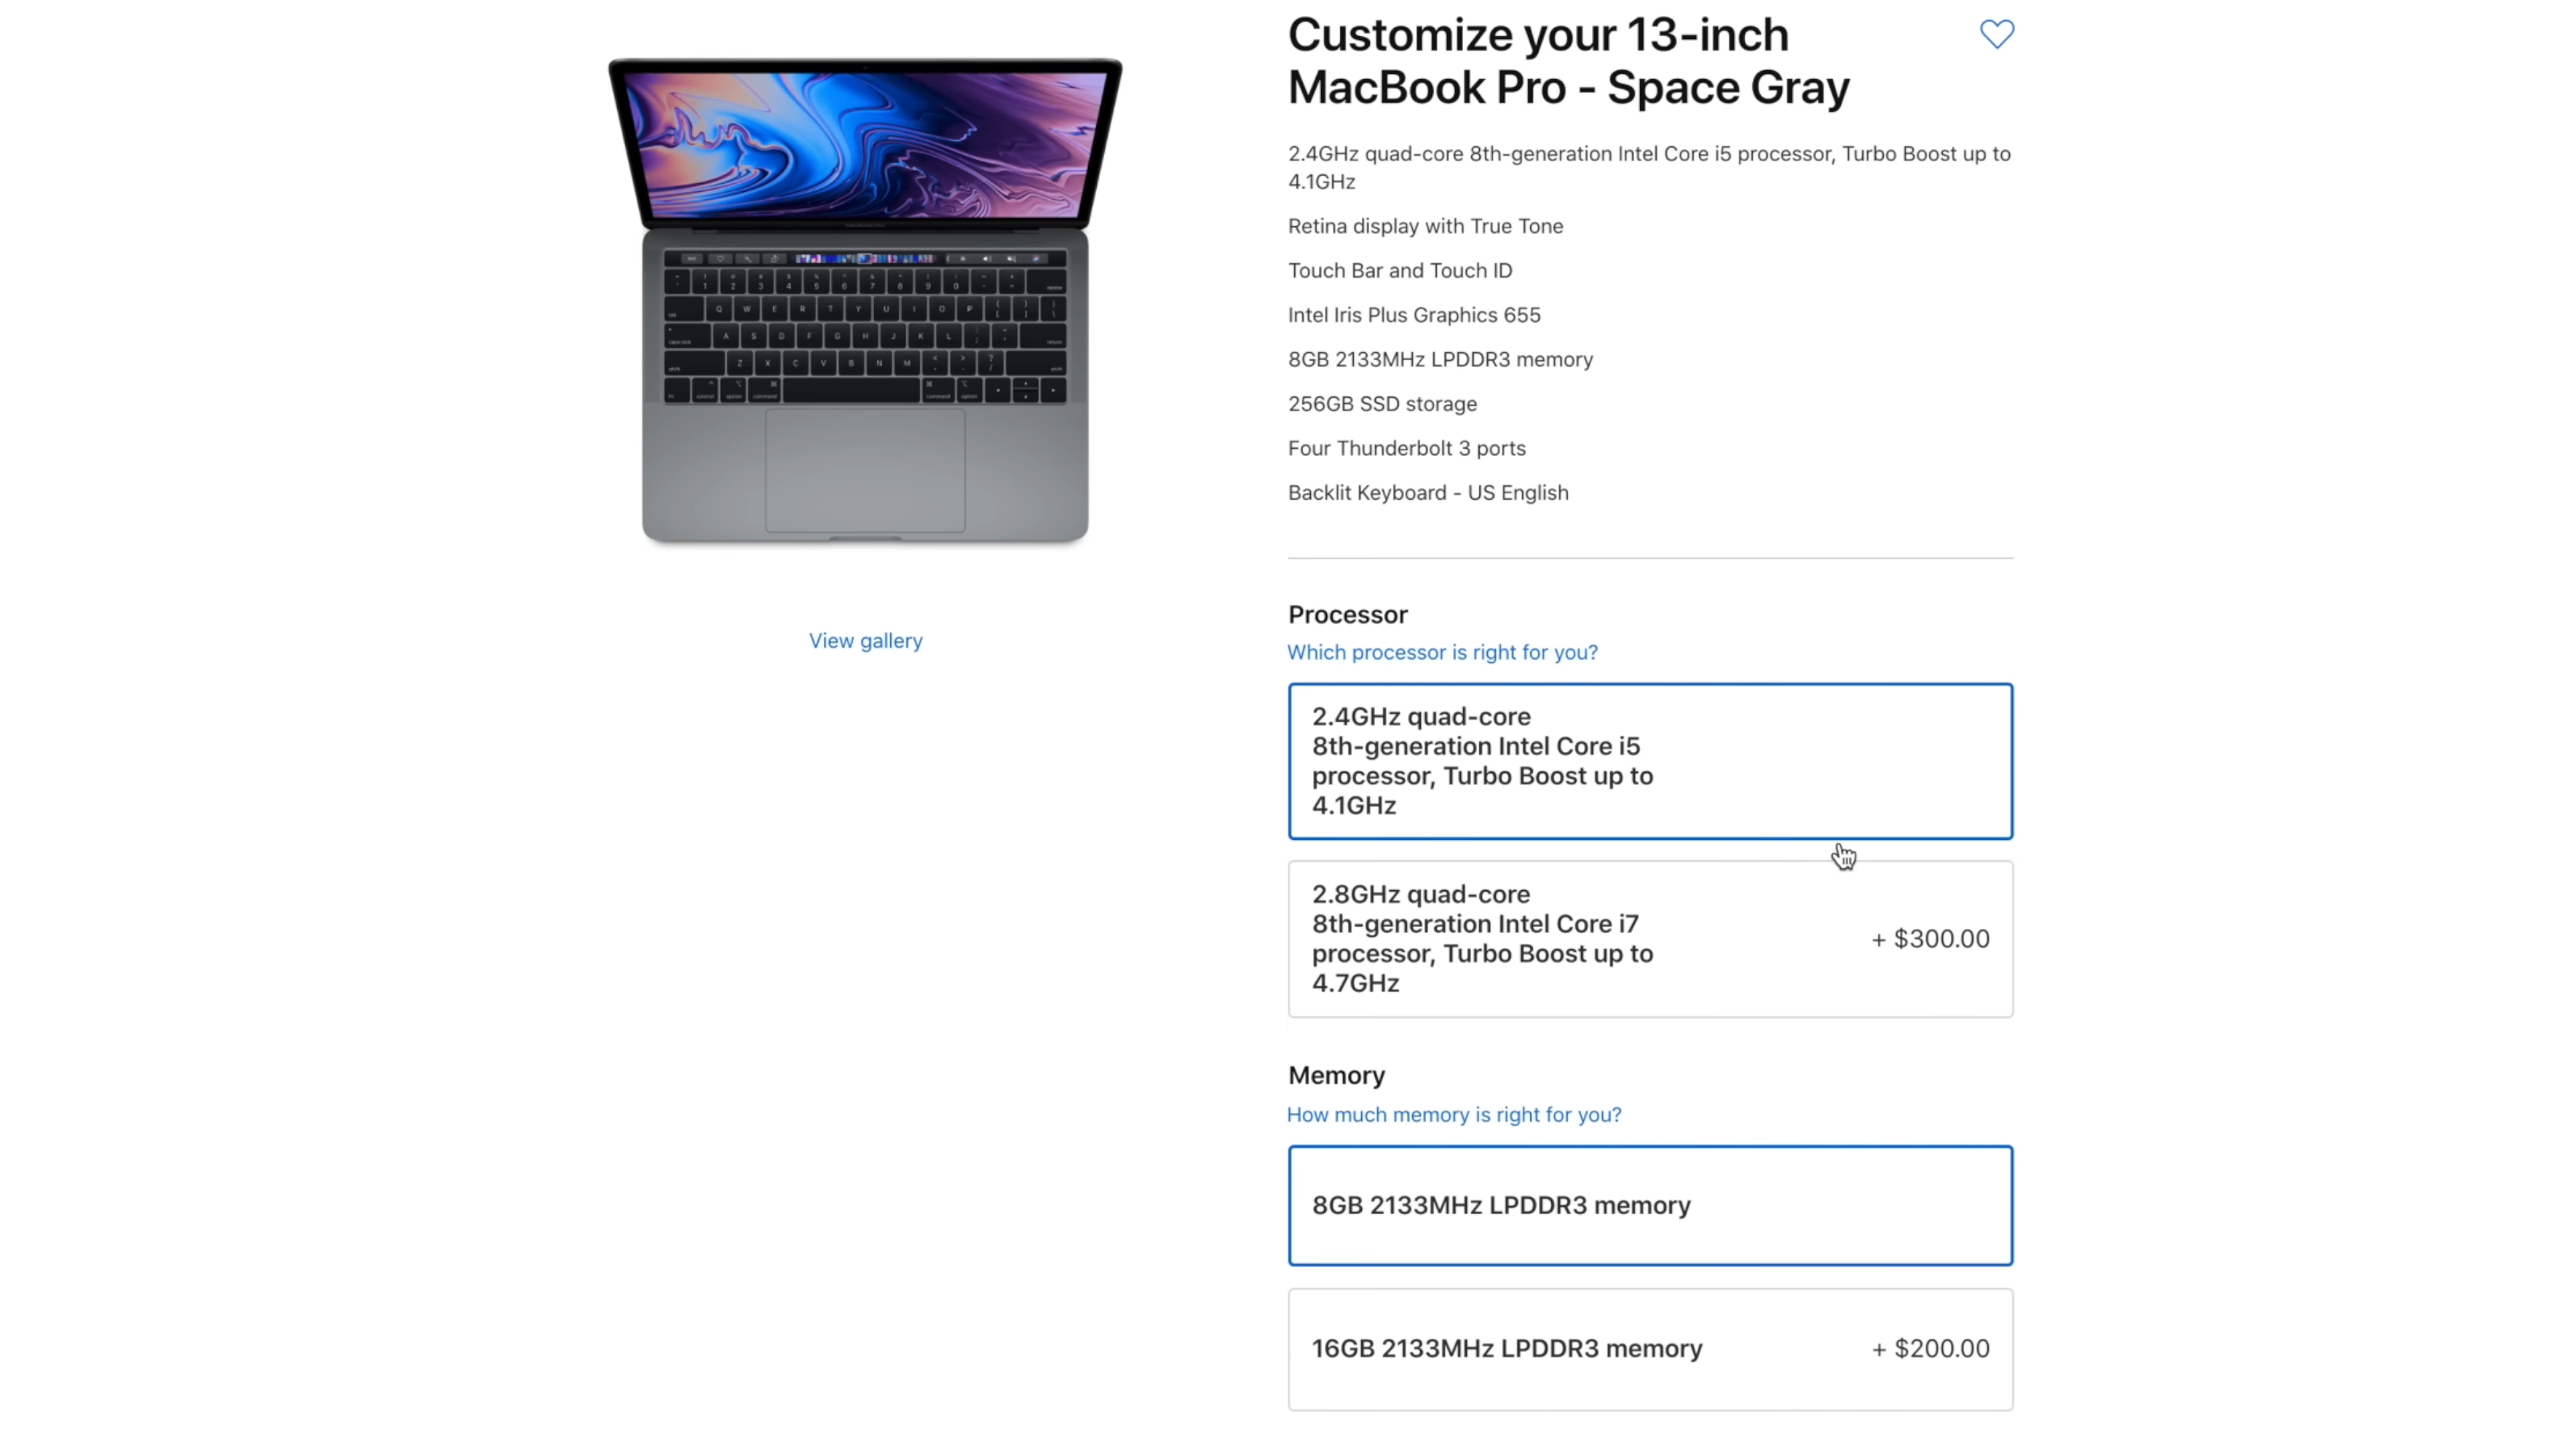 Customize your 13-inch
MacBook Pro - Space Gray
2.4GHz quad-core 8th-generation Intel Core i5 processor, Turbo Boost up to
4.1GHz
Retina display with True Tone
Touch Bar and Touch ID
Intel Iris Plus Graphics 655
8GB 2133MHz LPDDR3 memory
256GB SSD storage
Four Thunderbolt 3 ports
Backlit Keyboard - US English
View gallery
Processor
Which processor is right for you?
2.4GHz quad-core
8th-generation Intel Core i5
processor, Turbo Boost up to
4.1GHz
2.8GHz quad-core
8th-generation Intel Core i7
processor, Turbo Boost up to
4.7GHz
+ $300.00
Memory
How much memory is right for you?
8GB 2133MHz LPDDR3 memory
16GB 2133MHz LPDDR3 memory
+ $200.00